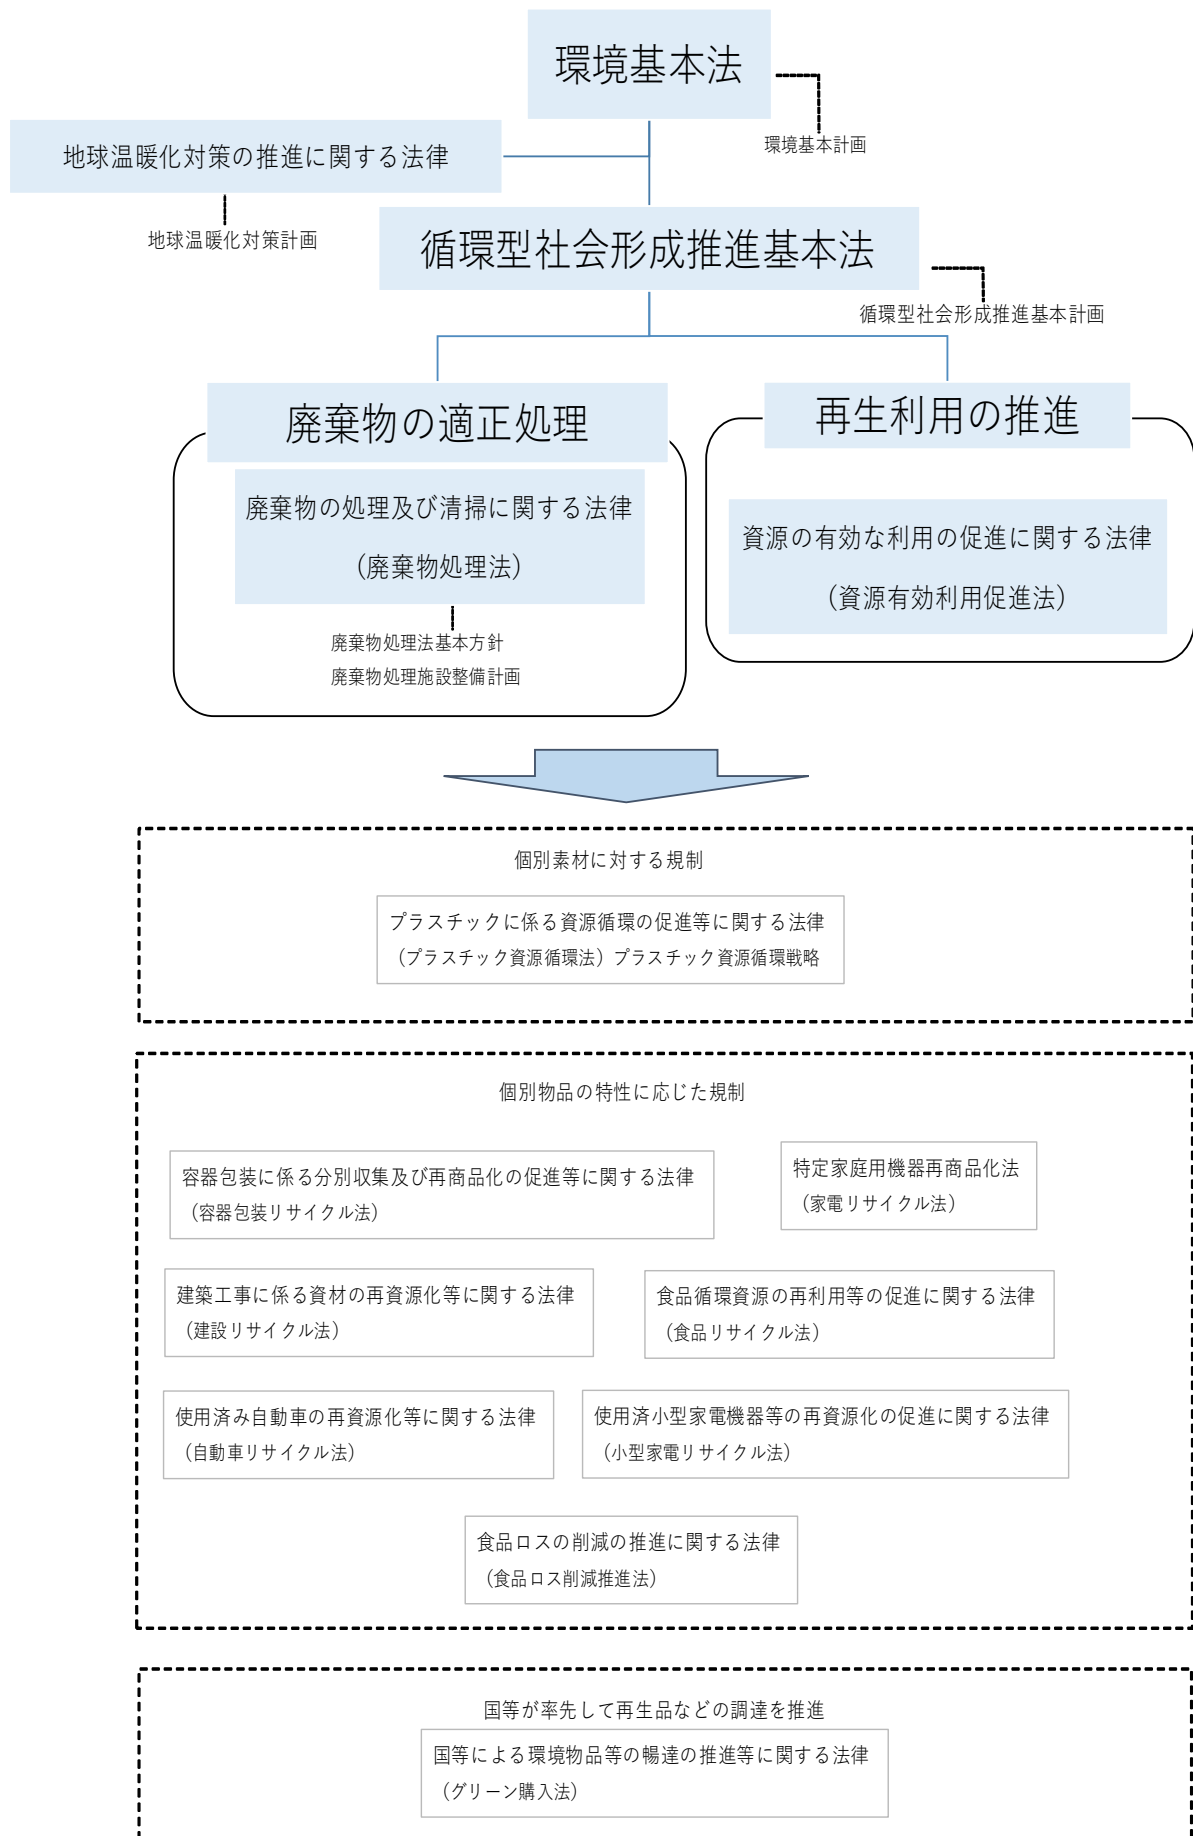 環境基本法
環境基本計画
地球温暖化対策の推進に関する法律
地球温暖化対策計画
循環型社会形成推進基本法
循環型社会形成推進基本計画
廃棄物の適正処理
廃棄物の処理及び清掃に関する法律
（廃棄物処理法）
廃棄物処理法基本方針
廃棄物処理施設整備計画
再生利用の推進
資源の有効な利用の促進に関する法律
（資源有効利用促進法）
個別素材に対する規制
プラスチックに係る資源循環の促進等に関する法律
（プラスチック資源循環法）プラスチック資源循環戦略
個別物品の特性に応じた規制
容器包装に係る分別収集及び再商品化の促進等に関する法律
（容器包装リサイクル法）
特定家庭用機器再商品化法
（家電リサイクル法）
建築工事に係る資材の再資源化等に関する法律
（建設リサイクル法）
食品循環資源の再利用等の促進に関する法律
（食品リサイクル法）
使用済み自動車の再資源化等に関する法律
（自動車リサイクル法）
使用済小型家電機器等の再資源化の促進に関する法律
（小型家電リサイクル法）
食品ロスの削減の推進に関する法律
（食品ロス削減推進法）
国等が率先して再生品などの調達を推進
国等による環境物品等の暢達の推進等に関する法律
（グリーン購入法）